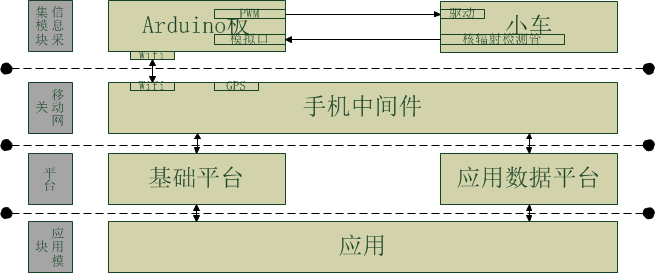 信息采集模块
Arduino板
PWM
模拟口
Wifi
驱动
小车
核辐射检测管
移动网关
Wifi
GPS
手机中间件
平台
基础平台
应用数据平台
应用模块
应用